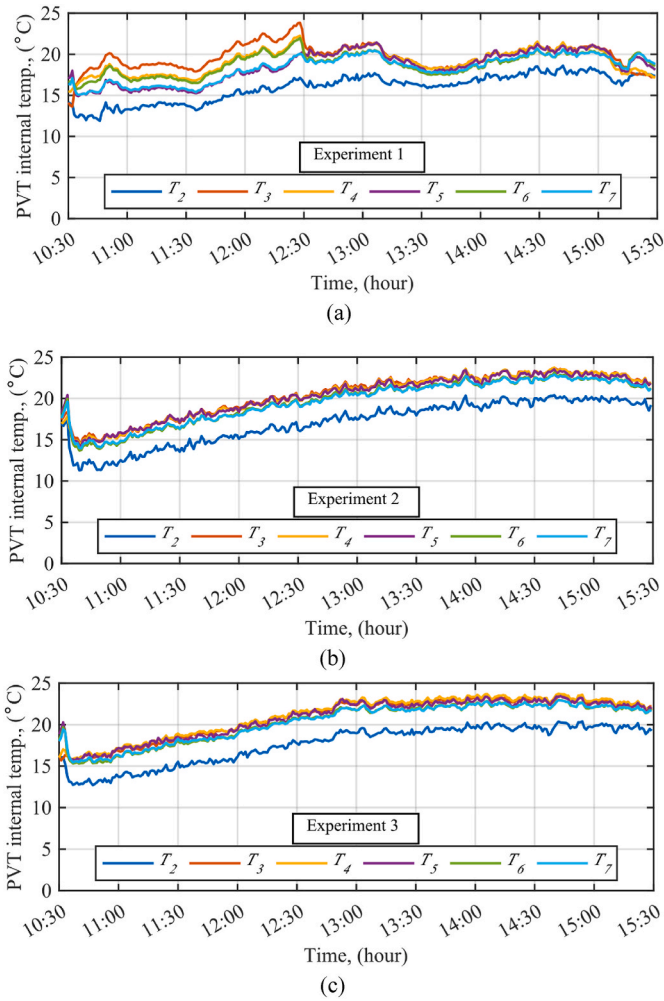 25
20
15
10
5
0
PVT internal temp., (°C)
Experiment 1
T2 T3 T4 T5 T6 T7
10:30 11:00 11:30 12:00 12:30 13:00 13:30 14:00 14:30 15:00 15:30
Time, (hour)
(a)
25
20
15
10
5
0
PVT internal temp., (°C)
Experiment 2
T2 T3 T4 T5 T6 T7
10:30 11:00 11:30 12:00 12:30 13:00 13:30 14:00 14:30 15:00 15:30
Time, (hour)
(b)
25
20
15
10
5
0
PVT internal temp., (°C)
Experiment 3
T2 T3 T4 T5 T6 T7
10:30 11:00 11:30 12:00 12:30 13:00 13:30 14:00 14:30 15:00 15:30
Time, (hour)
(c)